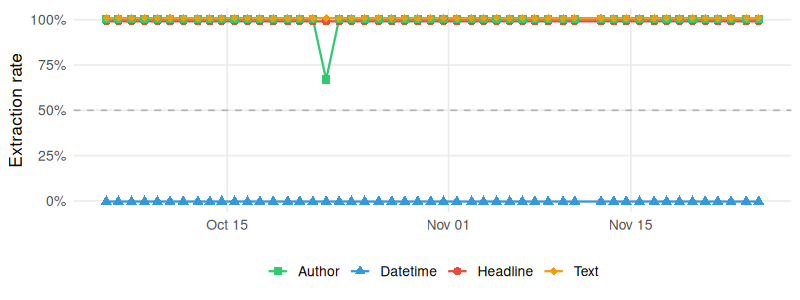 100%
75%
50%
25%
0%
Extraction rate
Oct 15 Nov 01 Nov 15
Author Datetime Headline Text